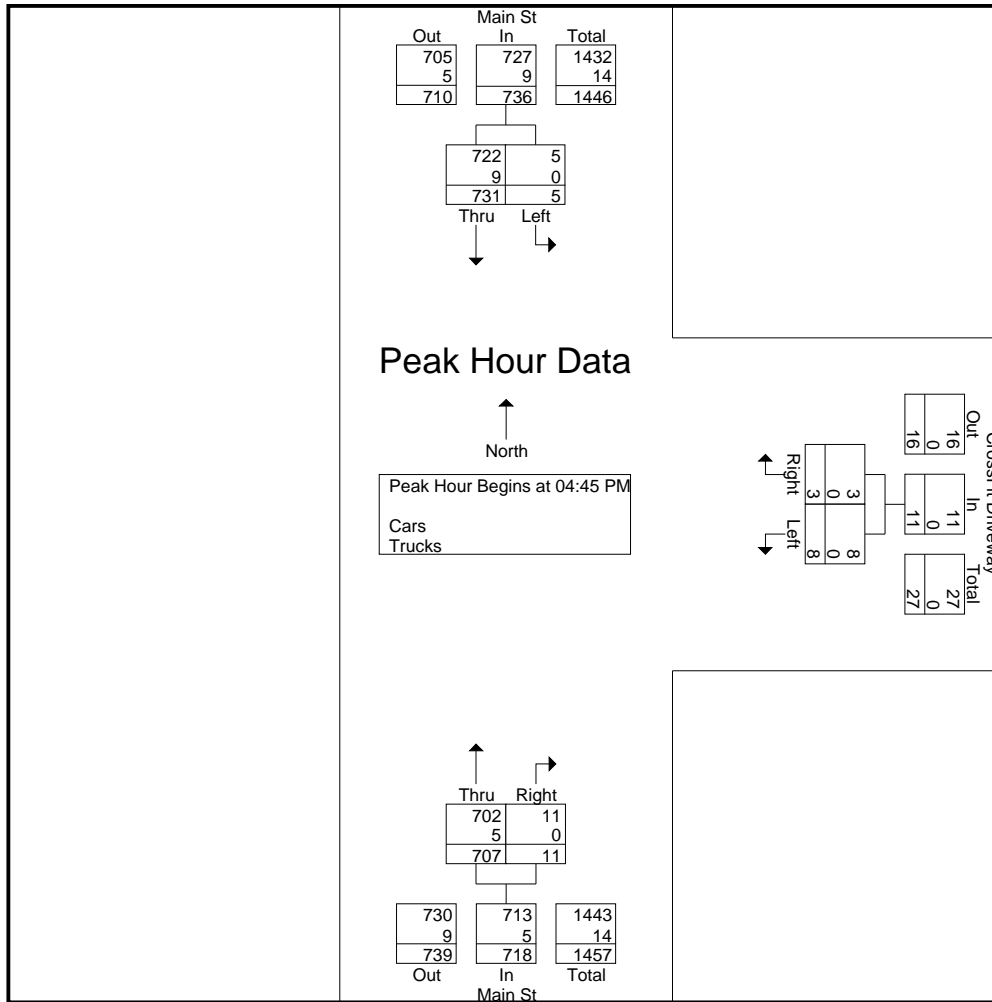 Main St
Out In Total
705 727 1432
5 9 14
710 736 1446
722 5
9 0
731 5
Thru Left
Peak Hour Data
North
Peak Hour Begins at 04:45 PM
Cars
Trucks
Right Left
3 8
0 0
3 8
Driveway
Out In Total
16 11 27
0 0 0
16 11 27
Thru Right
702 11
5 0
707 11
730 713 1443
9 5 14
739 718 1457
Out In Total
Main St